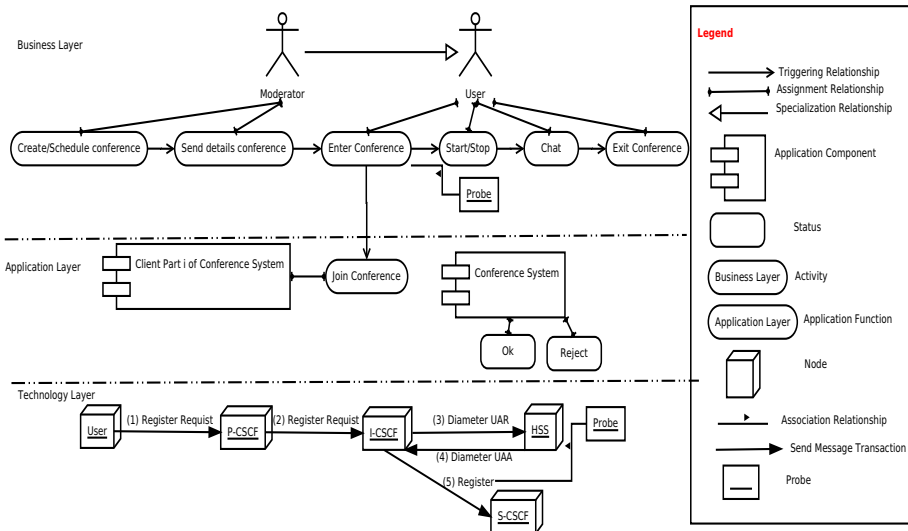 Business Layer
Moderator
User
Create/Schedule conference
Send details conference
Enter Conference
Start/Stop
Chat
Exit Conference
Probe
Application Layer
Client Part i of Conference System
Join Conference
Conference System
Ok
Reject
Technology Layer
User
(1) Register Requist
P-CSCF
(2) Register Requist
I-CSCF
(3) Diameter UAR
HSS
(4) Diameter UAA
Probe
(5) Register
S-CSCF
Legend
Triggering Relationship
Assignment Relationship
Specialization Relationship
Application Component
Status
Business Layer
Activity
Application Layer
Application Function
Node
Association Relationship
Send Message Transaction
Probe